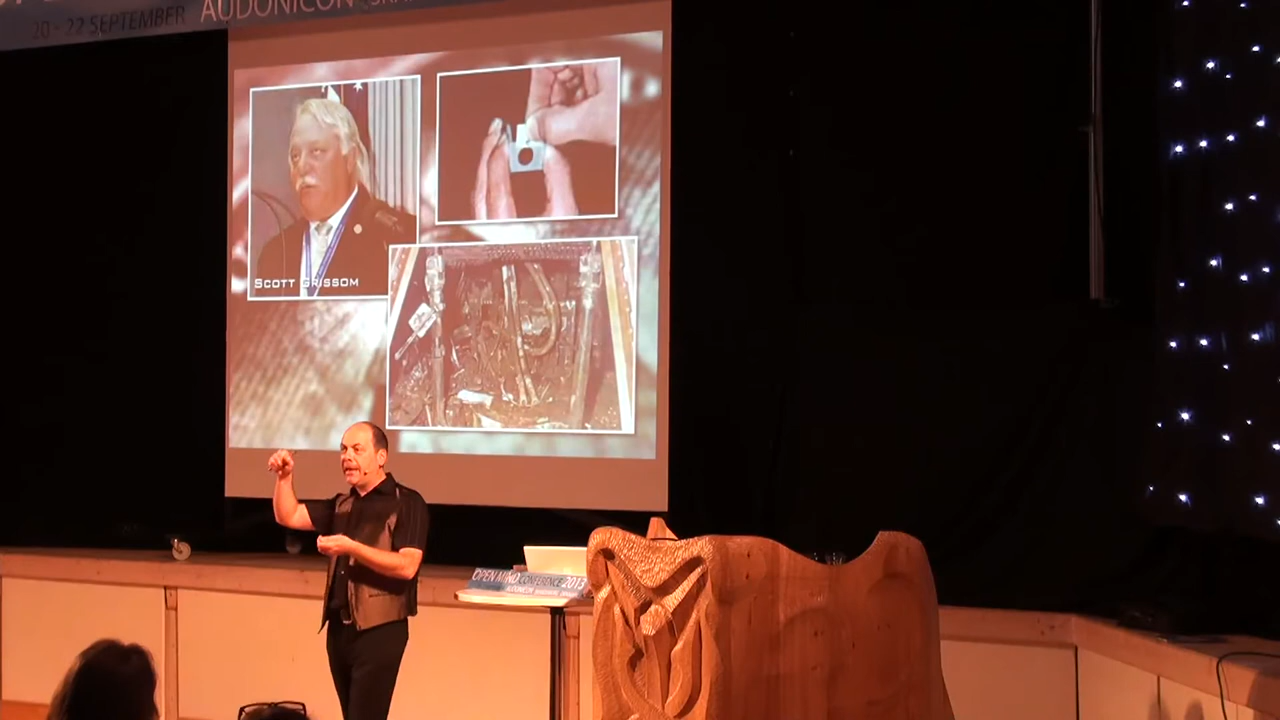 AUDONICON
20 - 22 SEPTEMBER
SCOTT GRISSOM
OPEN MIND CONFERENCE 2013
AUDONICON